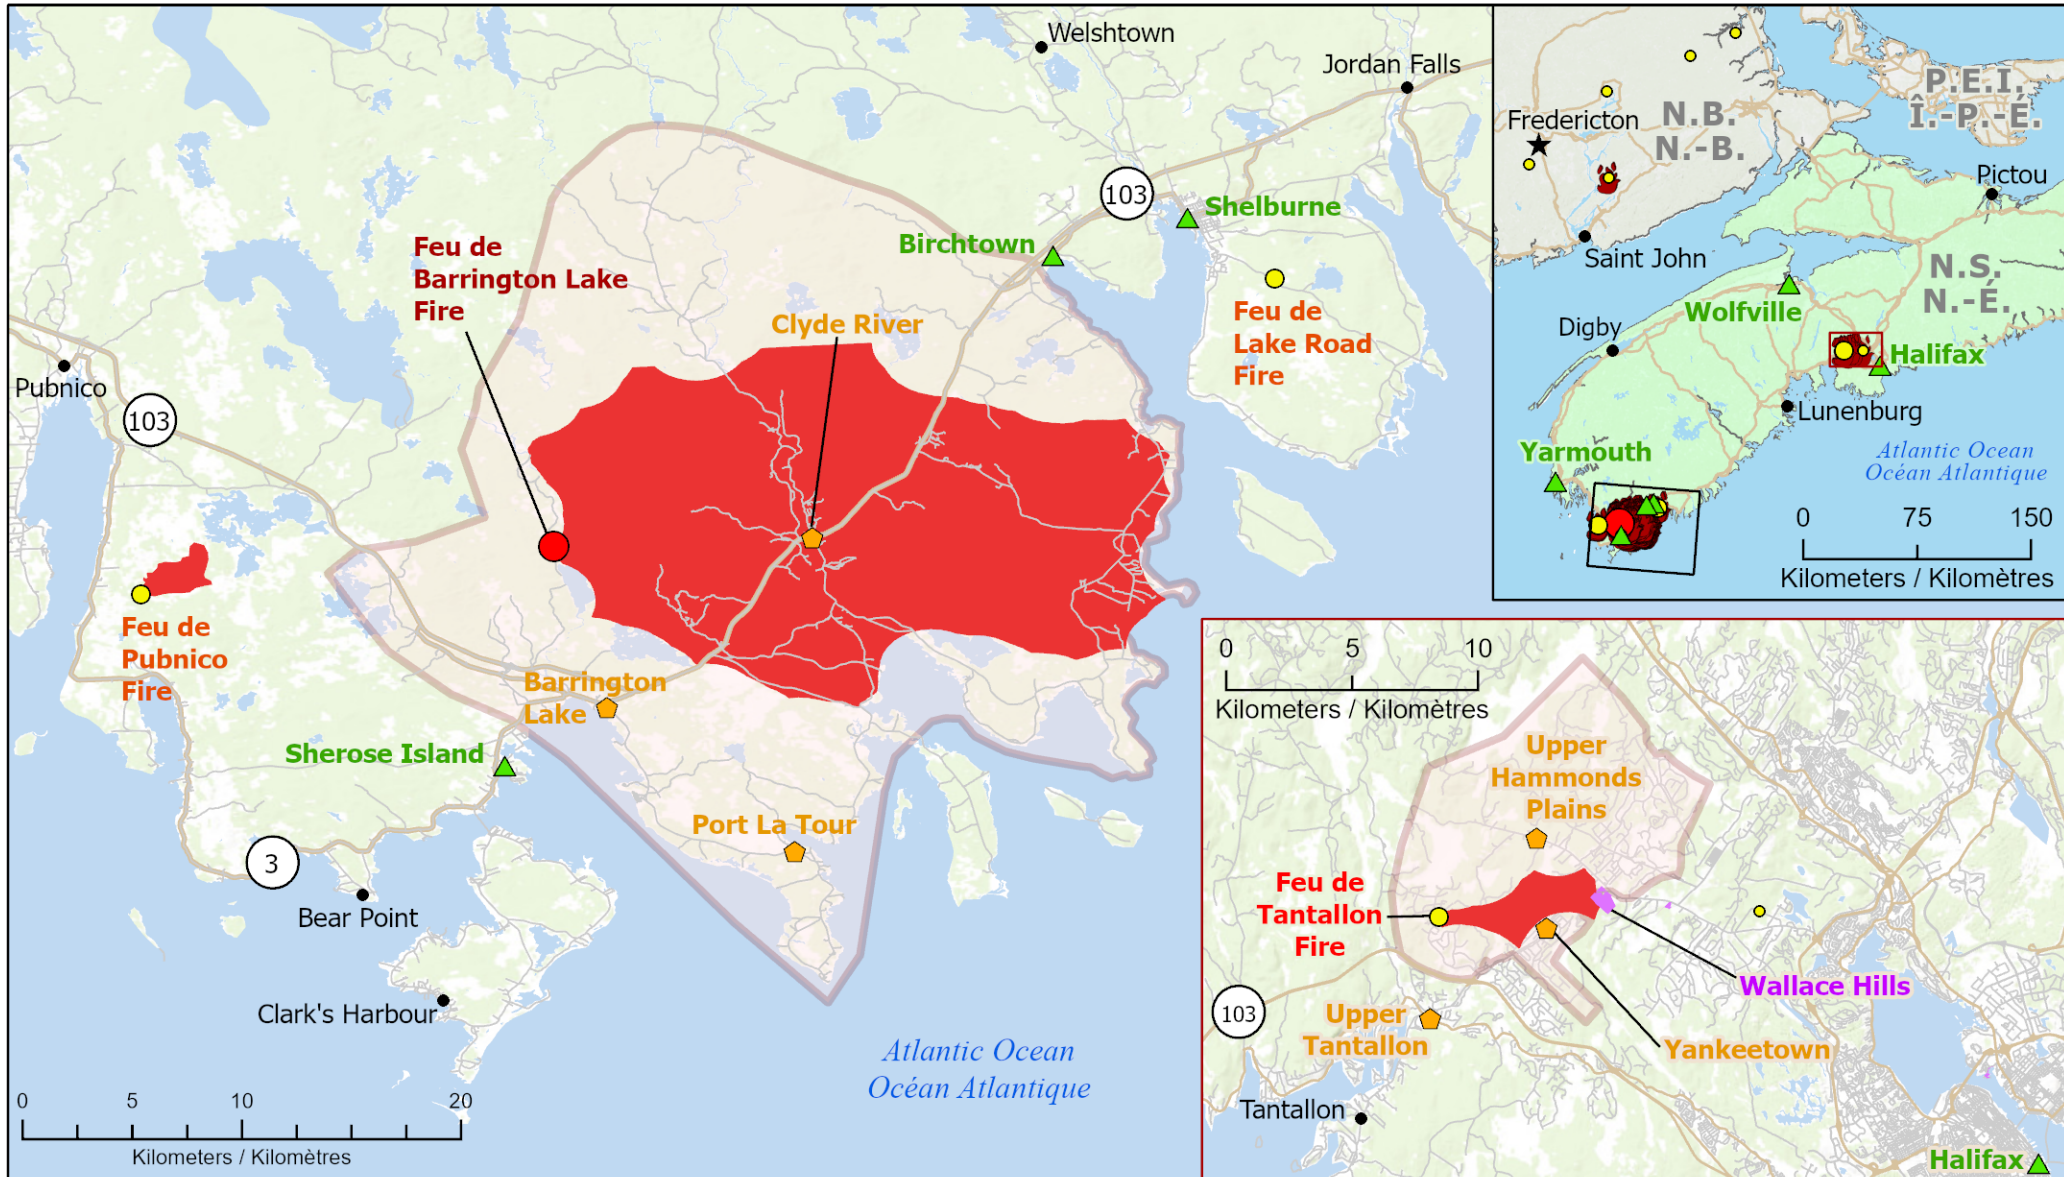 Welshtown
Jordan Falls
103
Shelburne
Birchtown
Feu de
Barrington Lake
Fire
Clyde River
Feu de
Lake Road
Fire
Pubnico
103
Feu de
Pubnico
Fire
Barrington
Lake
Sherose Island
Port La Tour
3
Bear Point
Clark's Harbour
Atlantic Ocean
Océan Atlantique
0 5 10 20
Kilometers / Kilomètres
P.E.I.
Î.-P.-É.
Fredericton
N.B.
N.-B.
Pictou
Saint John
N.S.
N.-É.
Wolfville
Digby
Halifax
Lunenburg
Atlantic Ocean
Océan Atlantique
Yarmouth
0 75 150
Kilometers / Kilomètres
0 5 10
Kilometers / Kilomètres
Upper
Hammonds
Plains
Feu de
Tantallon
Fire
Wallace Hills
103
Upper
Tantallon
Yankeetown
Tantallon
Halifax